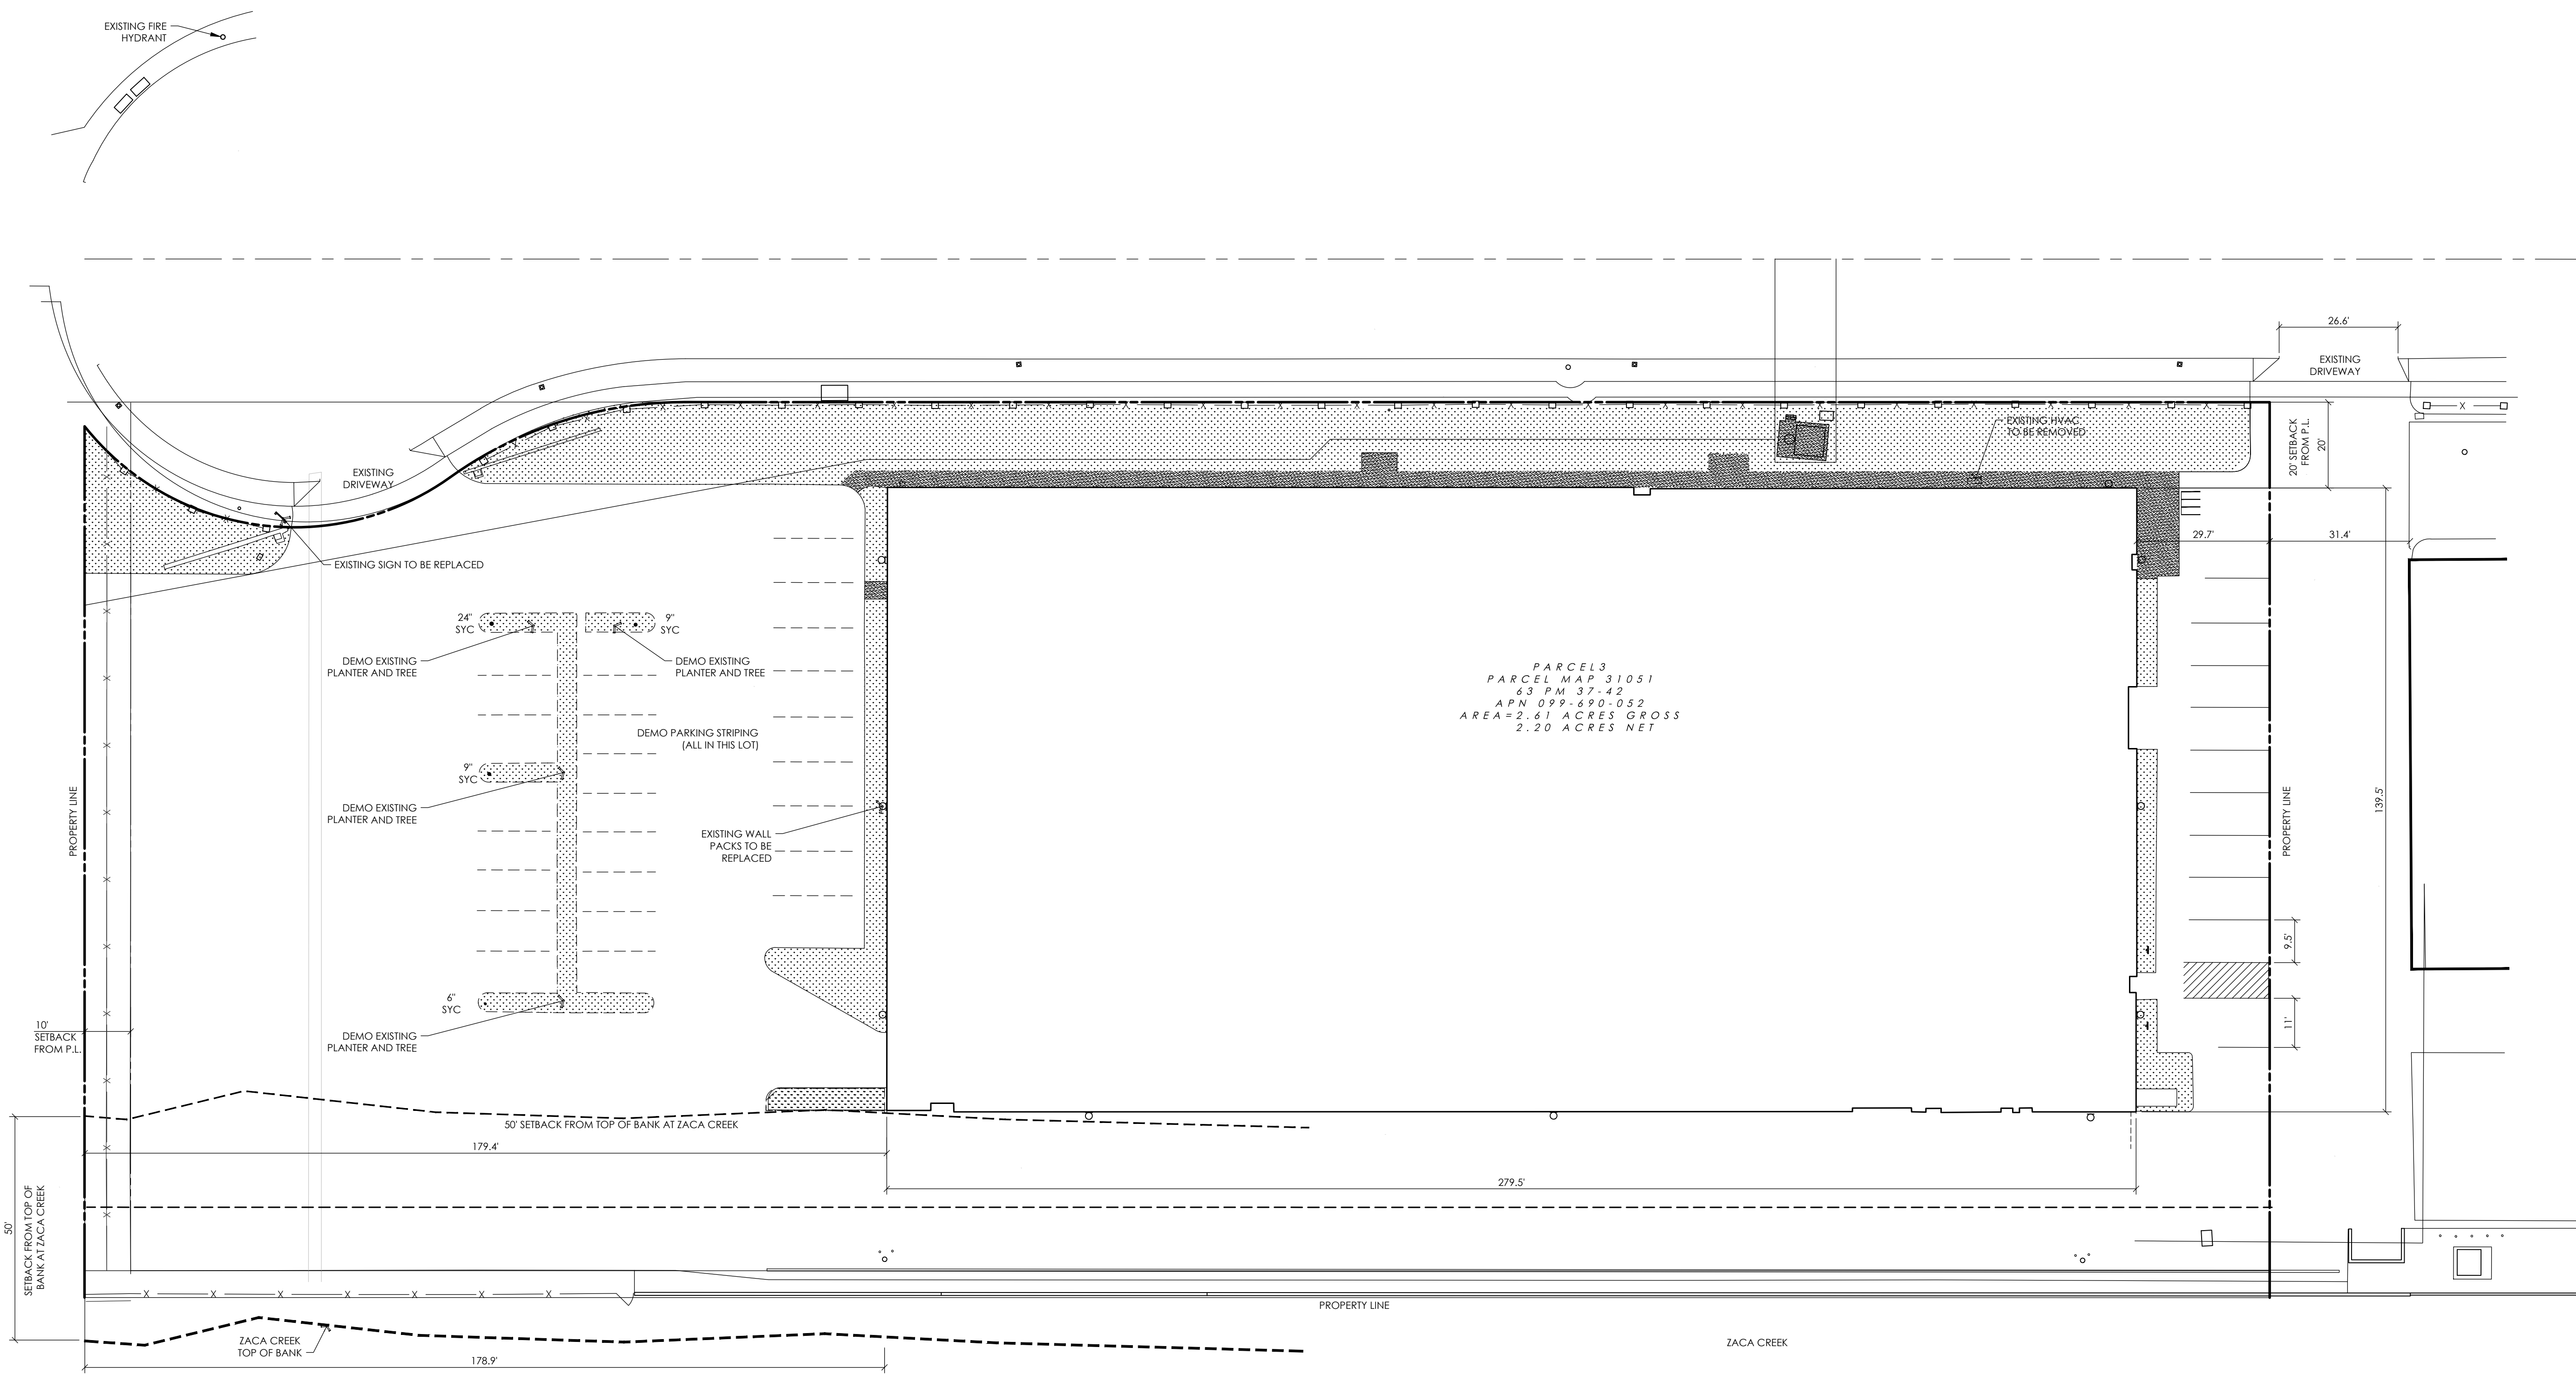 EXISTING FIRE
HYDRANT
26.6'
EXISTING
DRIVEWAY
EXISTING HVAC
TO BE REMOVED
20' SETBACK
FROM P.L.
20'
EXISTING
DRIVEWAY
29.7'
31.4'
EXISTING SIGN TO BE REPLACED
24"
SYC
9"
SYC
DEMO EXISTING
PLANTER AND TREE
DEMO EXISTING
PLANTER AND TREE
PARCEL3
PARCEL MAP 31051
63 PM 37-42
APN 099-690-052
AREA=2.61 ACRES GROSS
2.20 ACRES NET
DEMO PARKING STRIPING
(ALL IN THIS LOT)
9"
SYC
DEMO EXISTING
PLANTER AND TREE
PROPERTY LINE
EXISTING WALL
PACKS TO BE
REPLACED
PROPERTY LINE
139.5'
9.5'
6"
SYC
11'
10'
SETBACK
FROM P.L.
DEMO EXISTING
PLANTER AND TREE
50' SETBACK FROM TOP OF BANK AT ZACA CREEK
179.4'
279.5'
50'
SETBACK FROM TOP OF
BANK AT ZACA CREEK
PROPERTY LINE
ZACA CREEK
TOP OF BANK
ZACA CREEK
178.9'